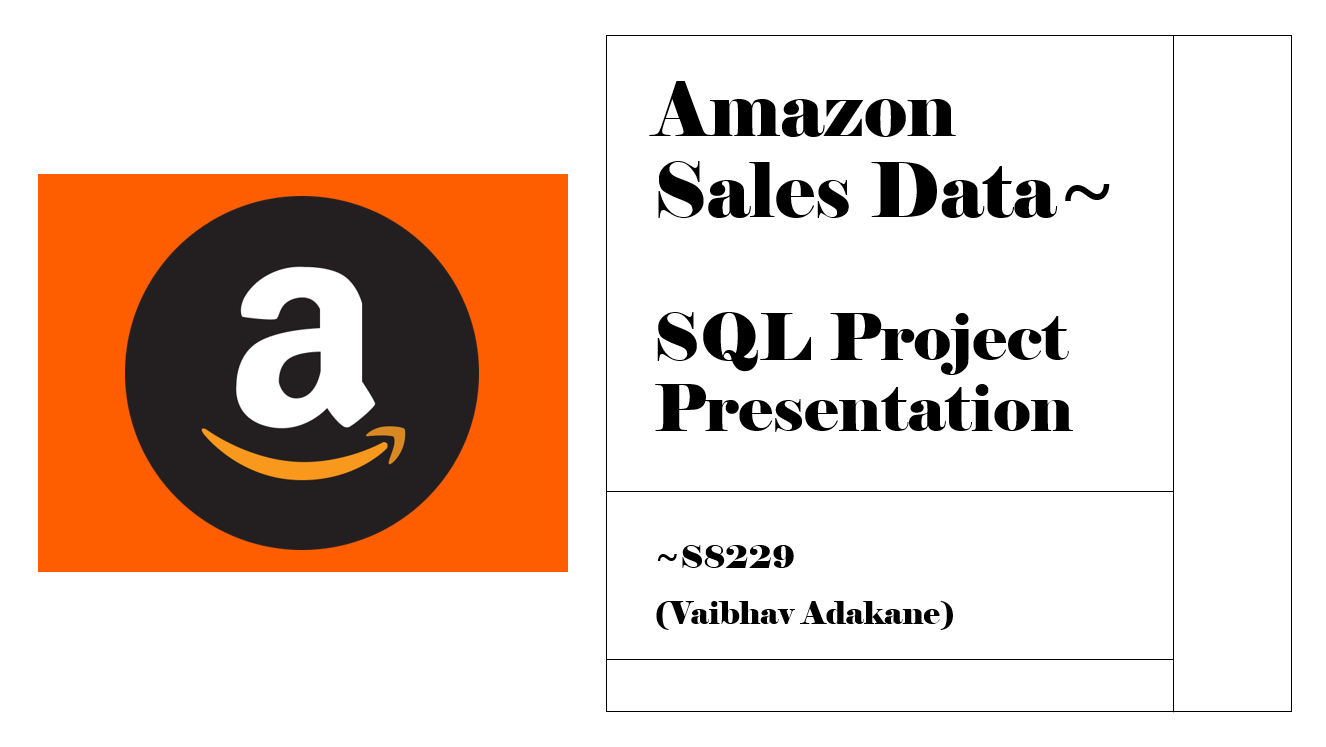 a
Amazon
Sales Data~
SQL Project
Presentation
~S8229
(Vaibhav Adakane)